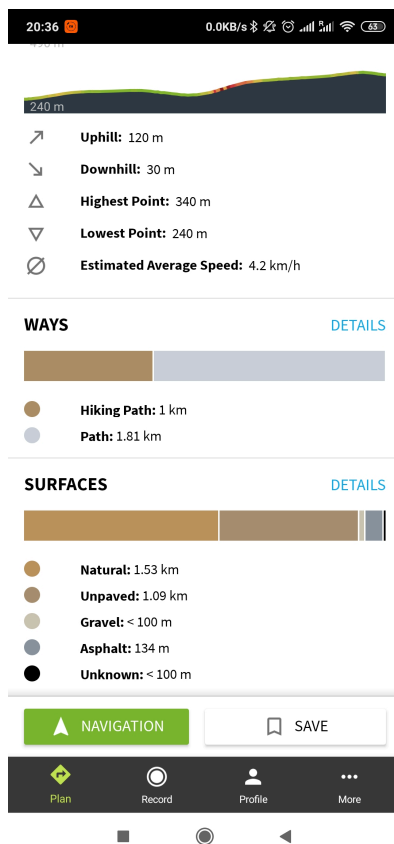 20:36 0.0KB/s R 63
240 m
Uphill: 120 m
Downhill: 30 m
Highest Point: 340 m
Lowest Point: 240 m
Estimated Average Speed: 4.2 km/h
WAYS DETAILS
Hiking Path: 1 km
Path: 1.81 km
SURFACES DETAILS
Natural: 1.53 km
Unpaved: 1.09 km
Gravel: < 100 m
Asphalt: 134 m
Unknown: < 100 m
NAVIGATION SAVE
Plan Record Profile More